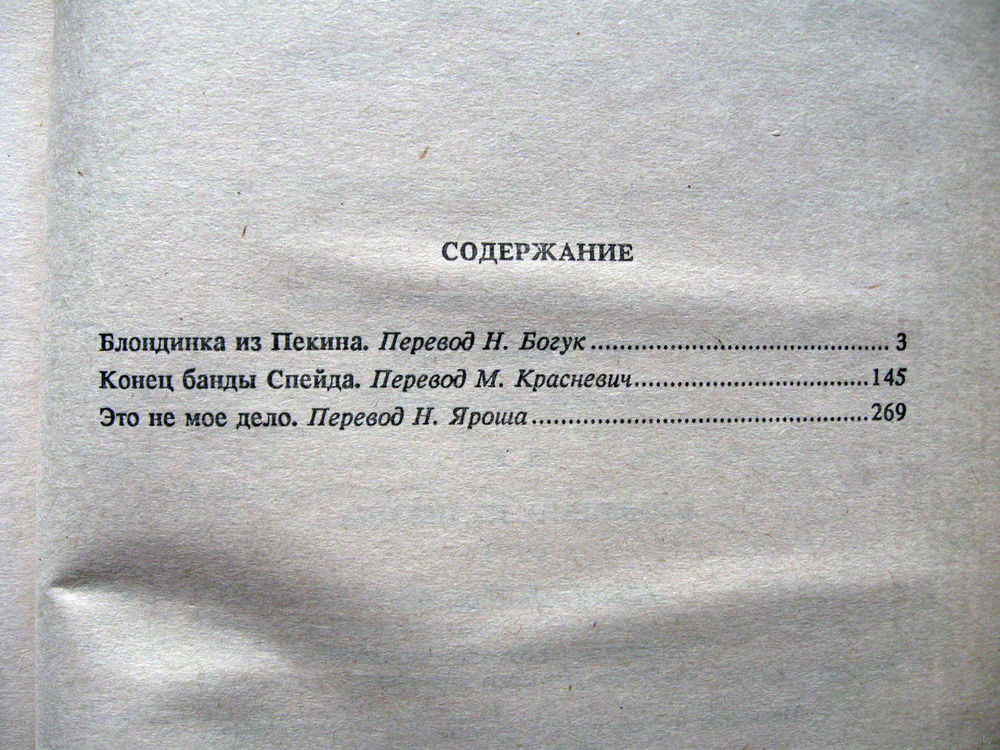 СОДЕРЖАНИЕ
Блондинка из Пекина. Перевод Н. Богук........................................ 3
Конец банды Спейда. Перевод М. Красневич................................145
Это не мое дело. Перевод Н. Яроша..............................................269